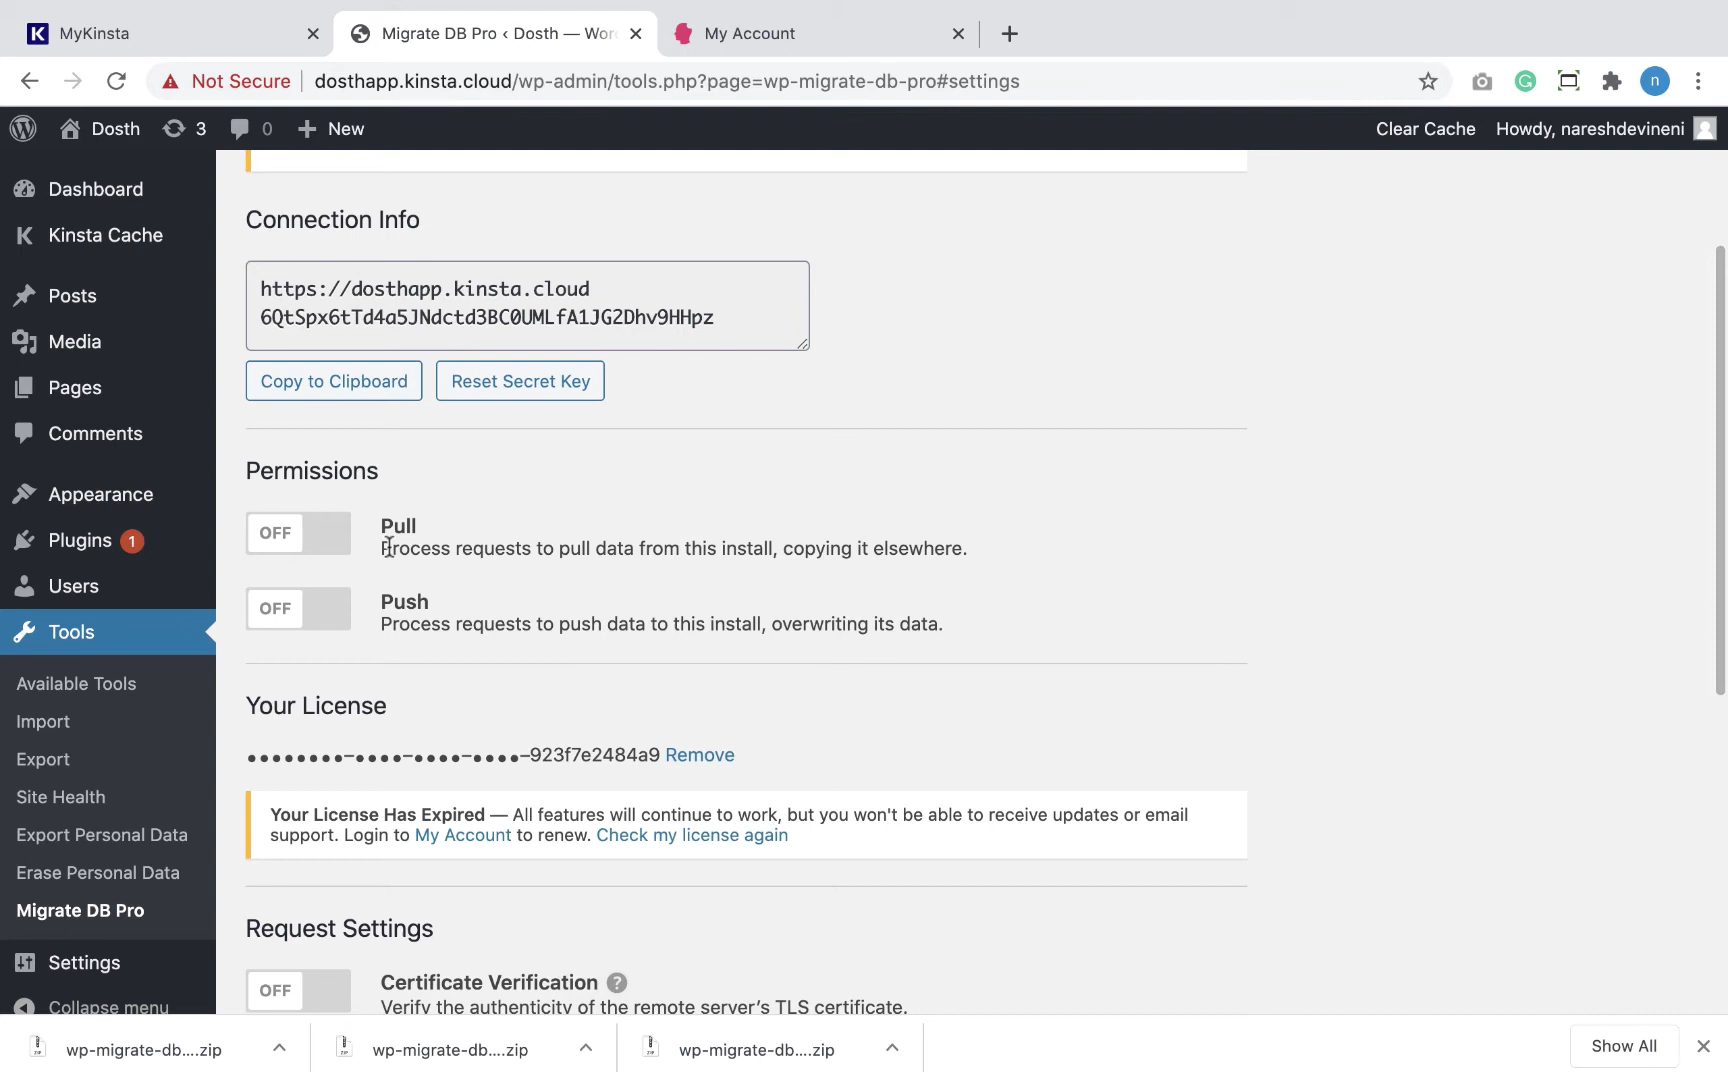 MyKinsta
Migrate DB Pro ‹ Dosth — Wor
My Account
Not Secure
dosthapp.kinsta.cloud/wp-admin/tools.php?page=wp-migrate-db-pro#settings
n
Dosth
3
0
New
Clear Cache
Howdy, nareshdevineni
Dashboard
Kinsta Cache
Posts
Media
Pages
Comments
Appearance
Plugins 1
Users
Tools
Available Tools
Import
Export
Site Health
Export Personal Data
Erase Personal Data
Migrate DB Pro
Settings
Collapse menu
Connection Info
https://dosthapp.kinsta.cloud
6QtSpx6tTd4a5JNdctd3BC0UMLfA1JG2Dhv9HHpz
Copy to Clipboard
Reset Secret Key
Permissions
OFF
Pull
Process requests to pull data from this install, copying it elsewhere.
OFF
Push
Process requests to push data to this install, overwriting its data.
Your License
●●●●●●●●–●●●●–●●●●–●●●●–923f7e2484a9 Remove
Your License Has Expired — All features will continue to work, but you won't be able to receive updates or email
support. Login to My Account to renew. Check my license again
Request Settings
OFF
Certificate Verification ?
Verify the authenticity of the remote server's TLS certificate.
wp-migrate-db....zip
wp-migrate-db....zip
wp-migrate-db....zip
Show All